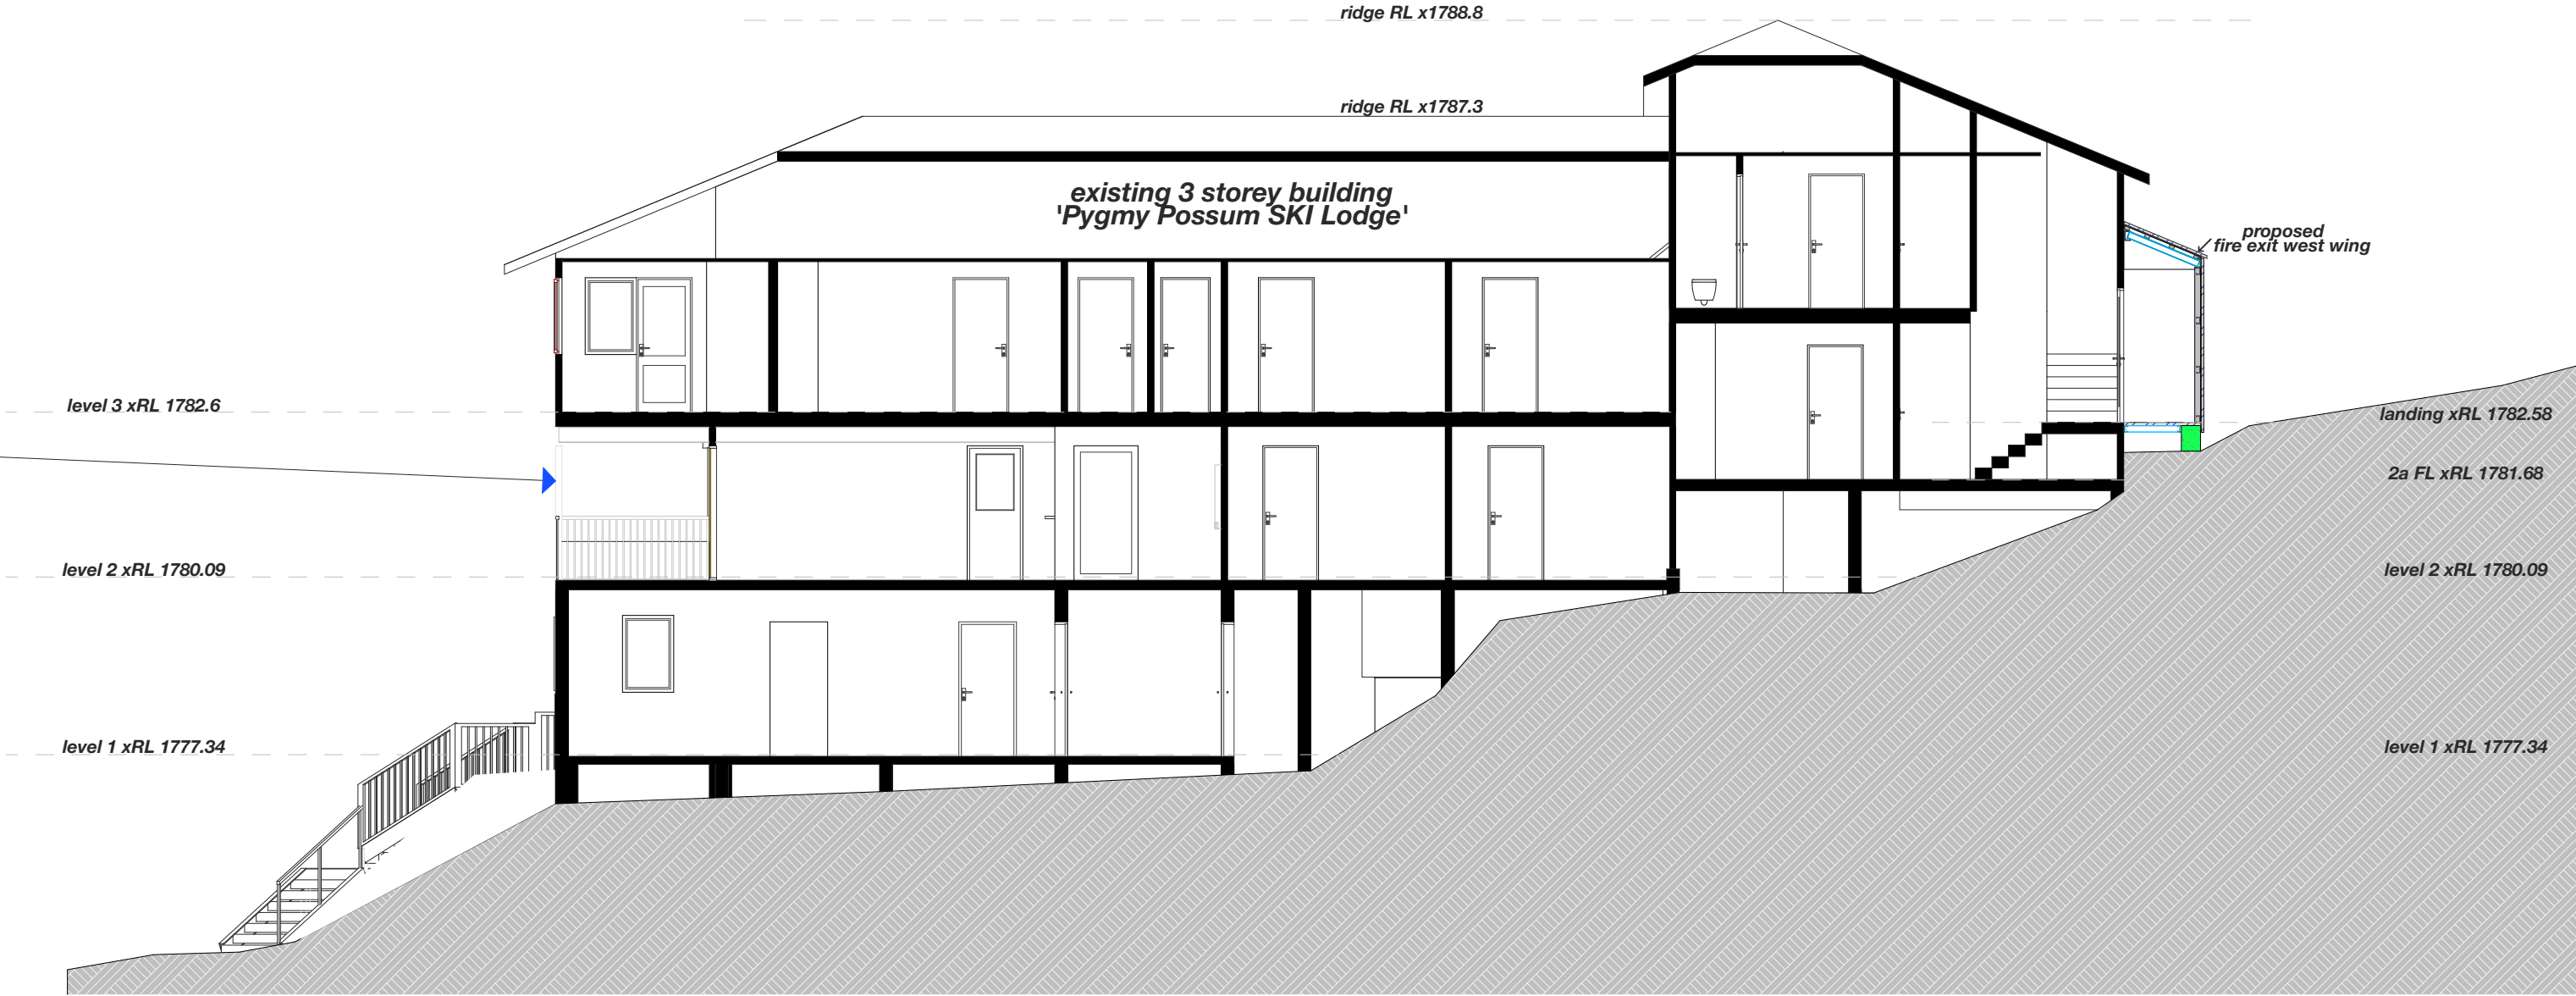 ridge RL x1788.8
ridge RL x1787.3
existing 3 storey building
'Pygmy Possum SKI Lodge'
proposed
fire exit west wing
level 3 xRL 1782.6
landing xRL 1782.58
2a FL xRL 1781.68
level 2 xRL 1780.09
level 2 xRL 1780.09
level 1 xRL 1777.34
level 1 xRL 1777.34